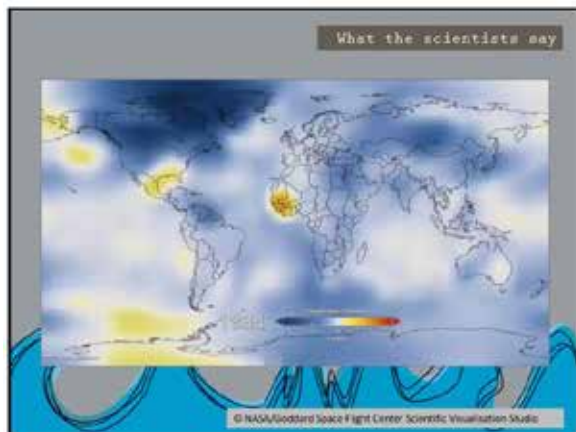 What the scientists say
© NASA/Goddard Space Flight Center Scientific Visualisation Studio